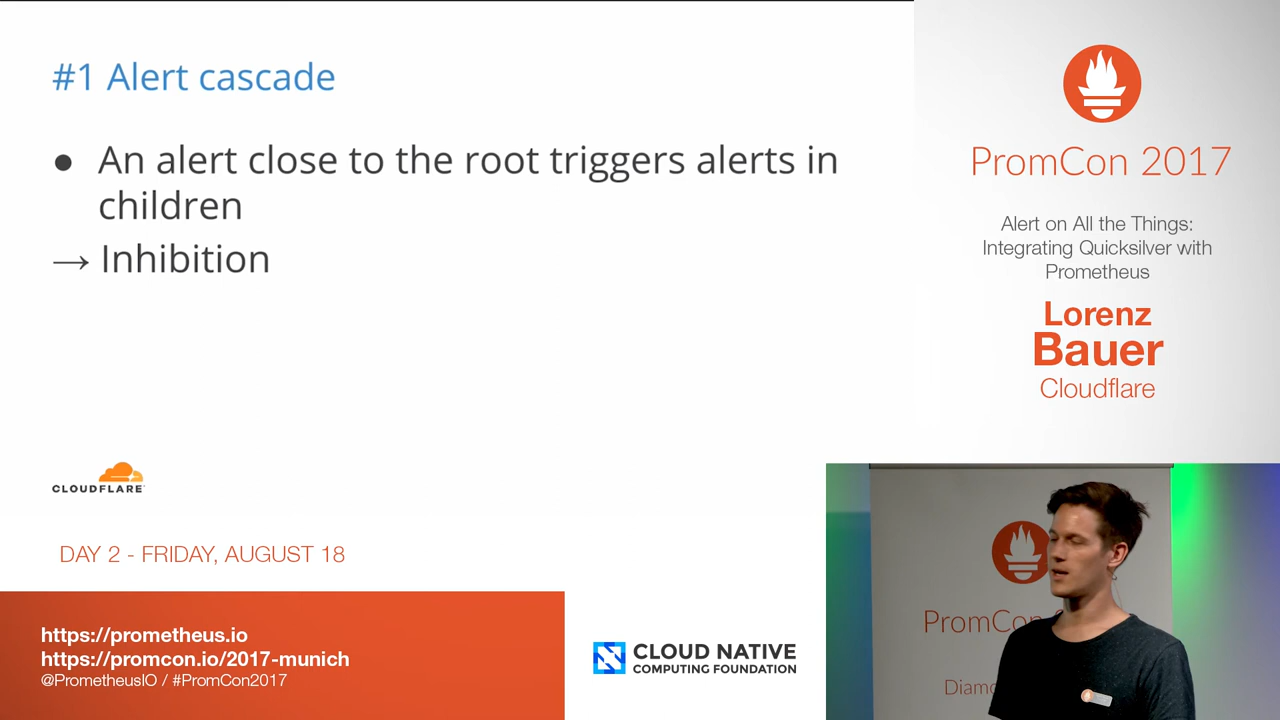 #1 Alert cascade
● An alert close to the root triggers alerts in
children
→ Inhibition
CLOUDFLARE
DAY 2 - FRIDAY, AUGUST 18
https://prometheus.io
https://promcon.io/2017-munich
@PrometheusIO / #PromCon2017
CLOUD NATIVE
COMPUTING FOUNDATION
PromCon 2017
Alert on All the Things:
Integrating Quicksilver with
Prometheus
Lorenz
Bauer
Cloudflare
PromCon